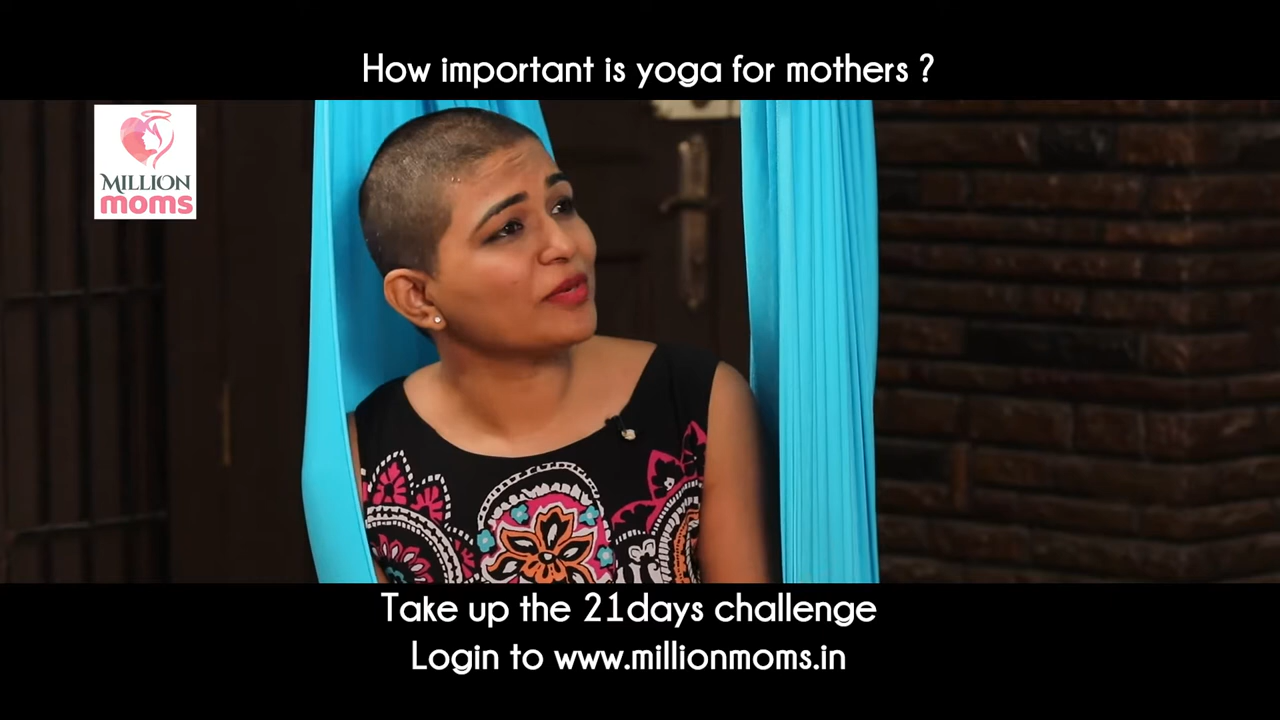 How important is yoga for mothers ?
MILLION
moms
Take up the 21days challenge
Login to www.millionmoms.in